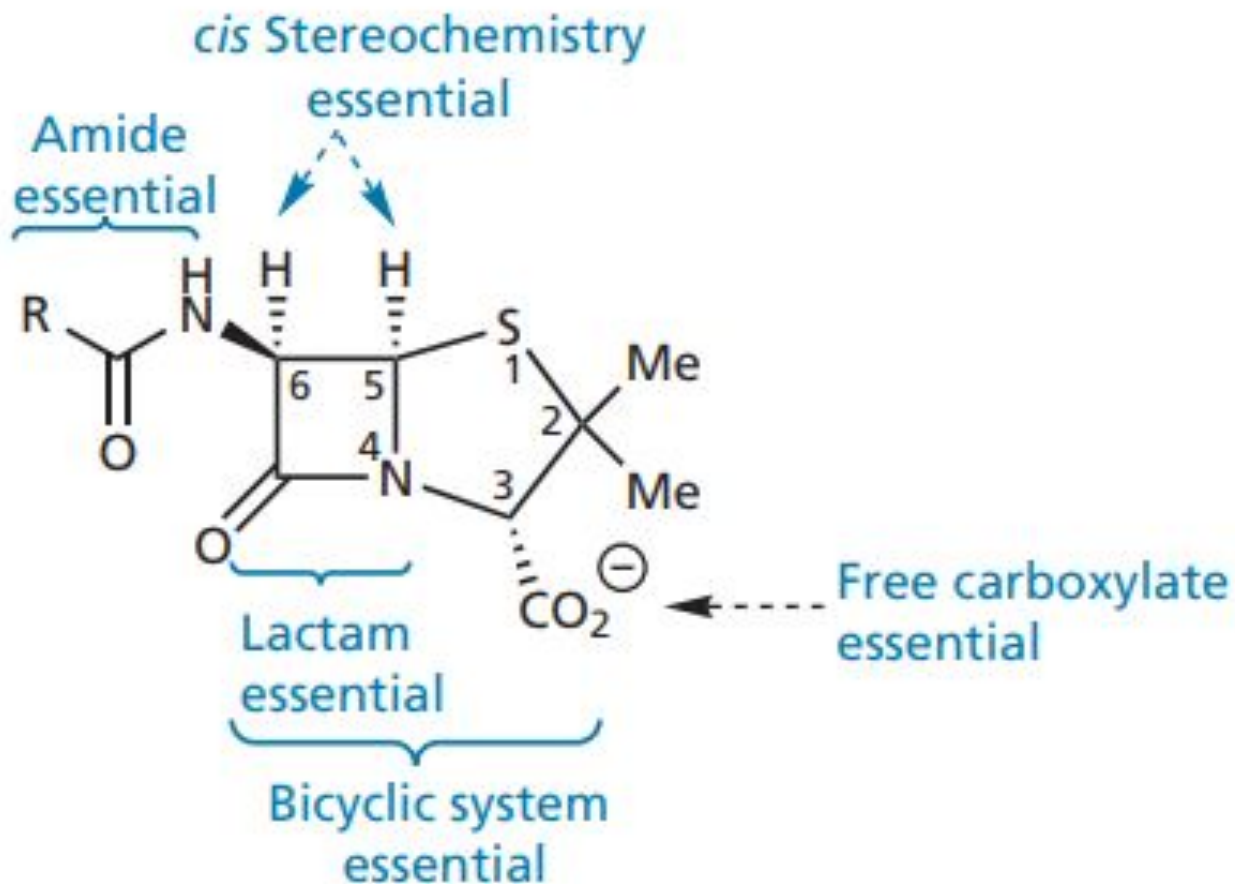 cis Stereochemistry
essential
Amide
essential
H
H
H
R
N
S
1
Me
6
5
2
O
4
N
3
Me
O
CO₂⊖
Free carboxylate
essential
Lactam
essential
Bicyclic system
essential